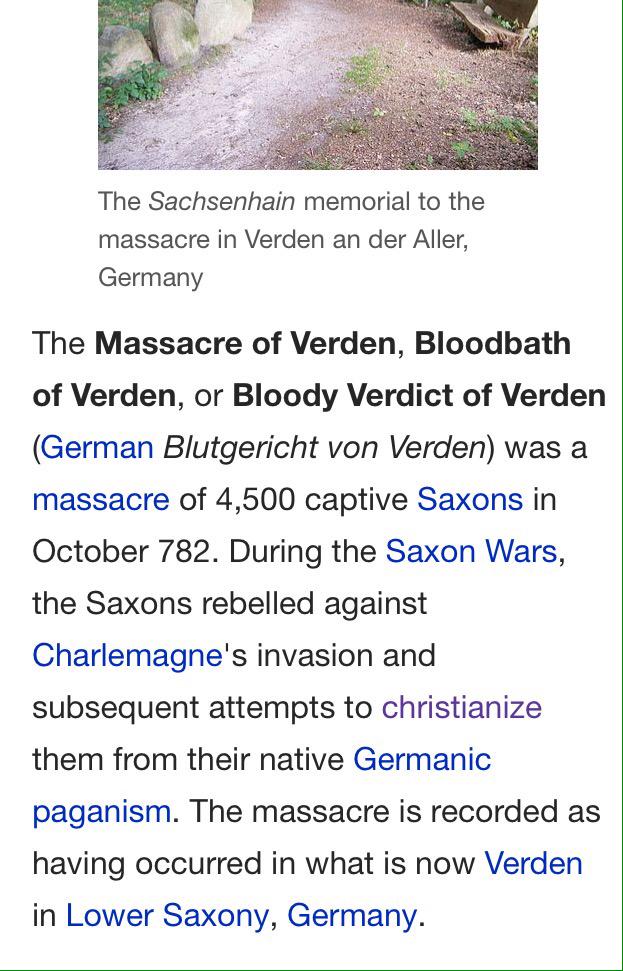 The Sachsenhain memorial to the
massacre in Verden an der Aller,
Germany
The Massacre of Verden, Bloodbath
of Verden, or Bloody Verdict of Verden
(German Blutgericht von Verden) was a
massacre of 4,500 captive Saxons in
October 782. During the Saxon Wars,
the Saxons rebelled against
Charlemagne's invasion and
subsequent attempts to christianize
them from their native Germanic
paganism. The massacre is recorded as
having occurred in what is now Verden
in Lower Saxony, Germany.